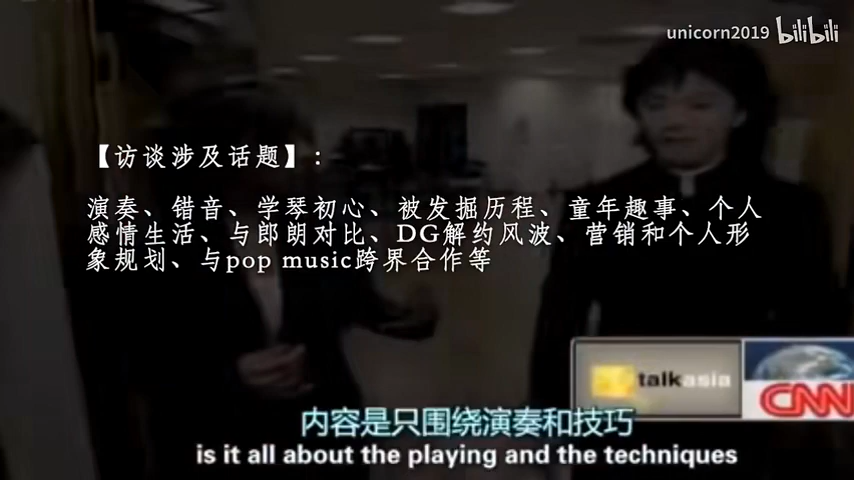 unicorn2019 bilibili
【访谈涉及话题】:
演奏、错音、学琴初心、被发掘历程、童年趣事、个人
感情生活、与郎朗对比、DG解约风波、营销和个人形
象规划、与pop music跨界合作等
talkasia
CNN
内容是只围绕演奏和技巧
is it all about the playing and the techniques